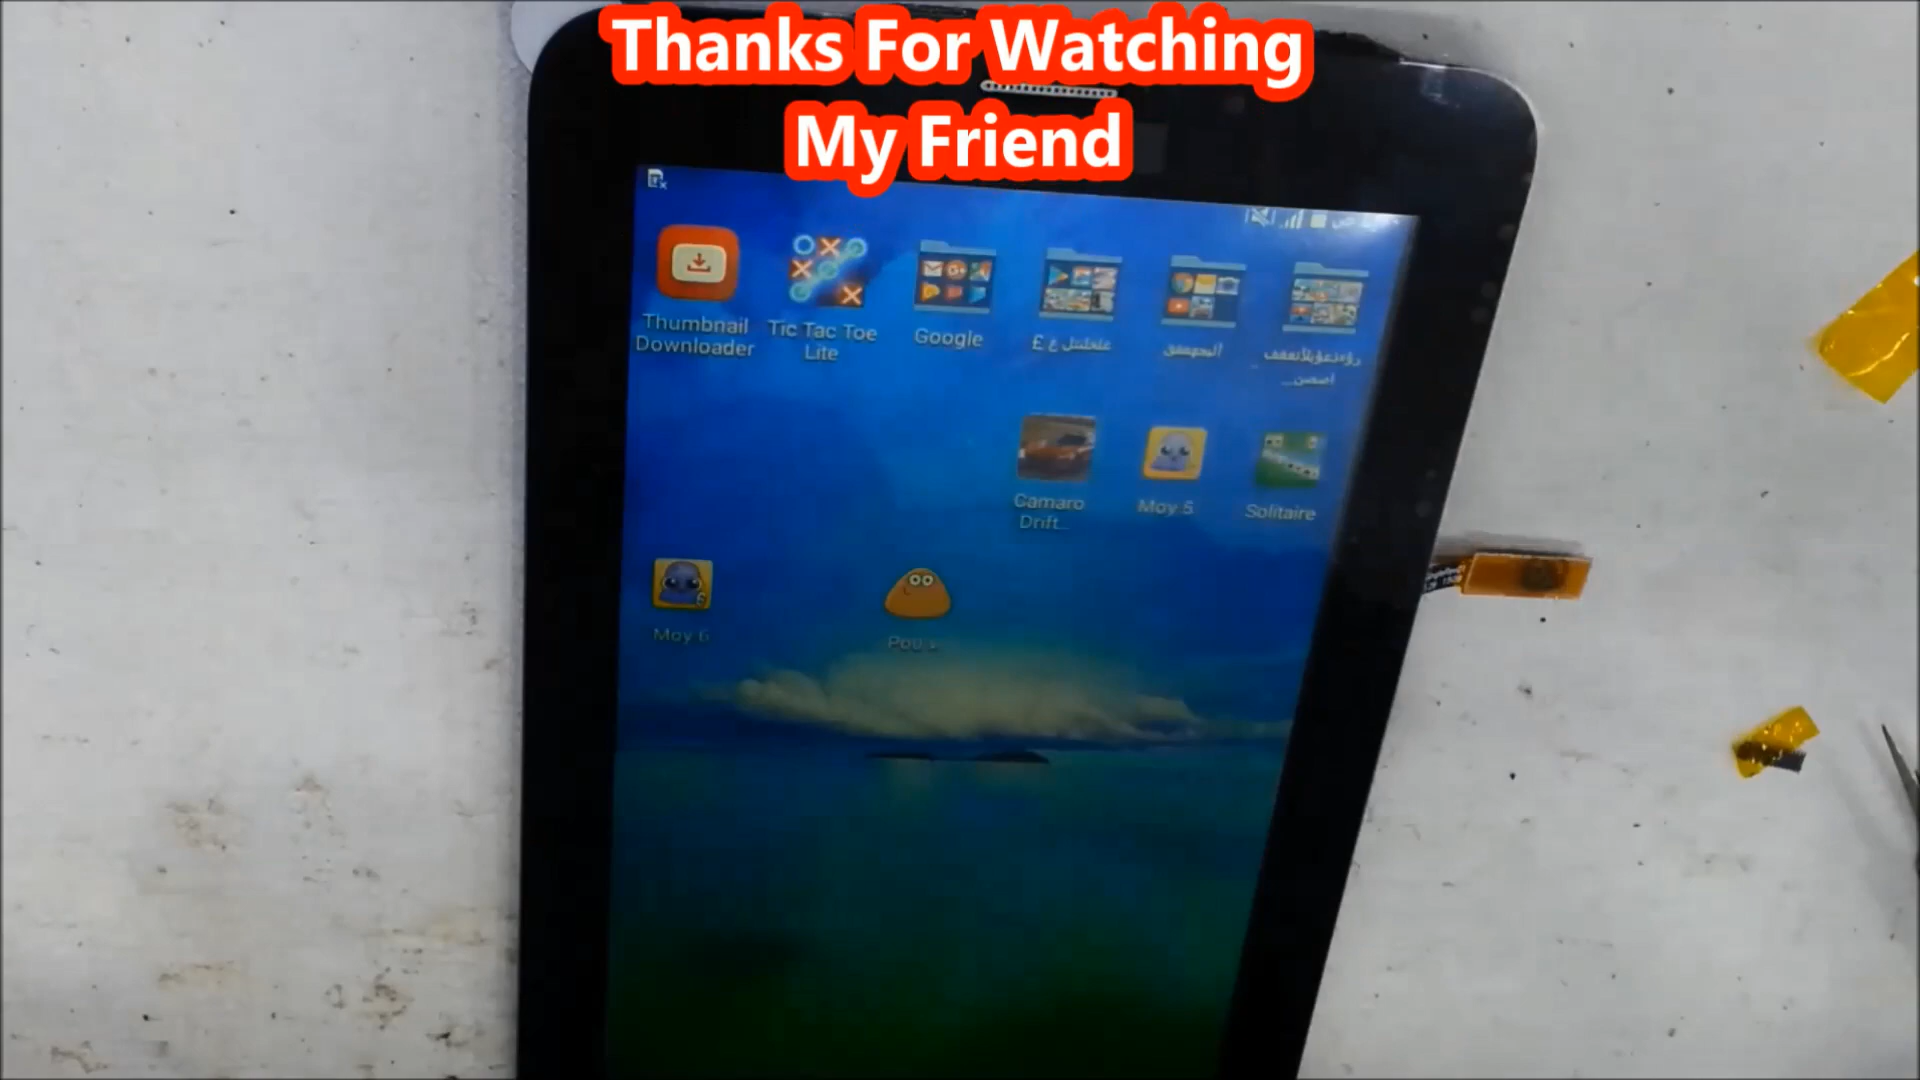 Thanks For Watching
My Friend
Thumbnail
Downloader
Tic Tac Toe
Lite
Google
Camaro
Drift...
Moy 5
Solitaire
Moy 6
Pou